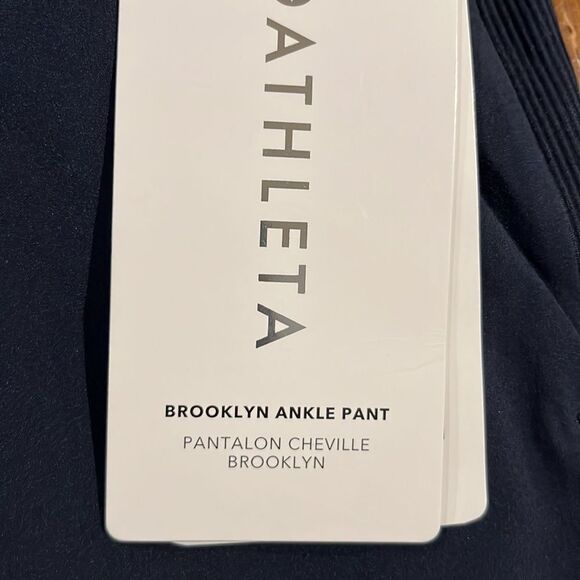 ATHLETA
BROOKLYN ANKLE PANT
PANTALON CHEVILLE
BROOKLYN